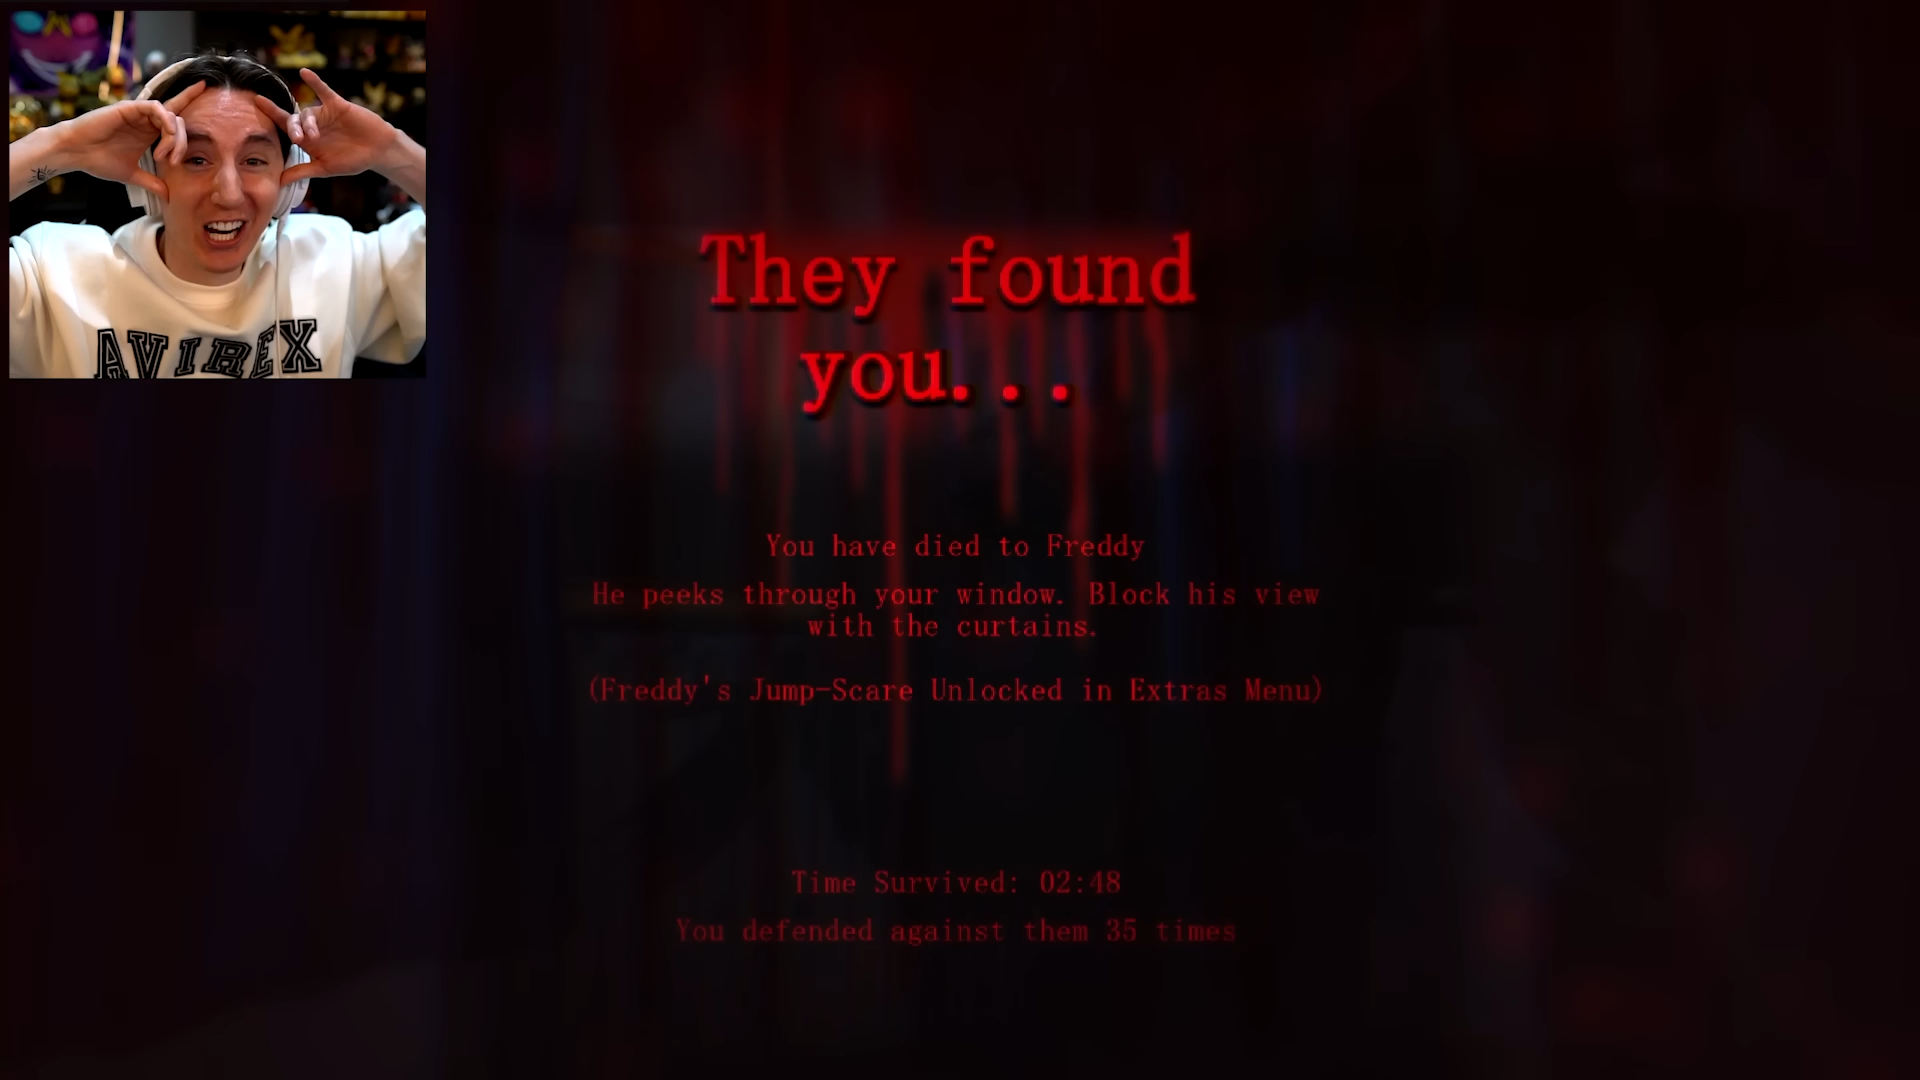 AVIREX
They found
you...
You have died to Freddy
He peeks through your window. Block his view
with the curtains.
(Freddy's Jump-Scare Unlocked in Extras Menu)
Time Survived: 02:48
You defended against them 35 times